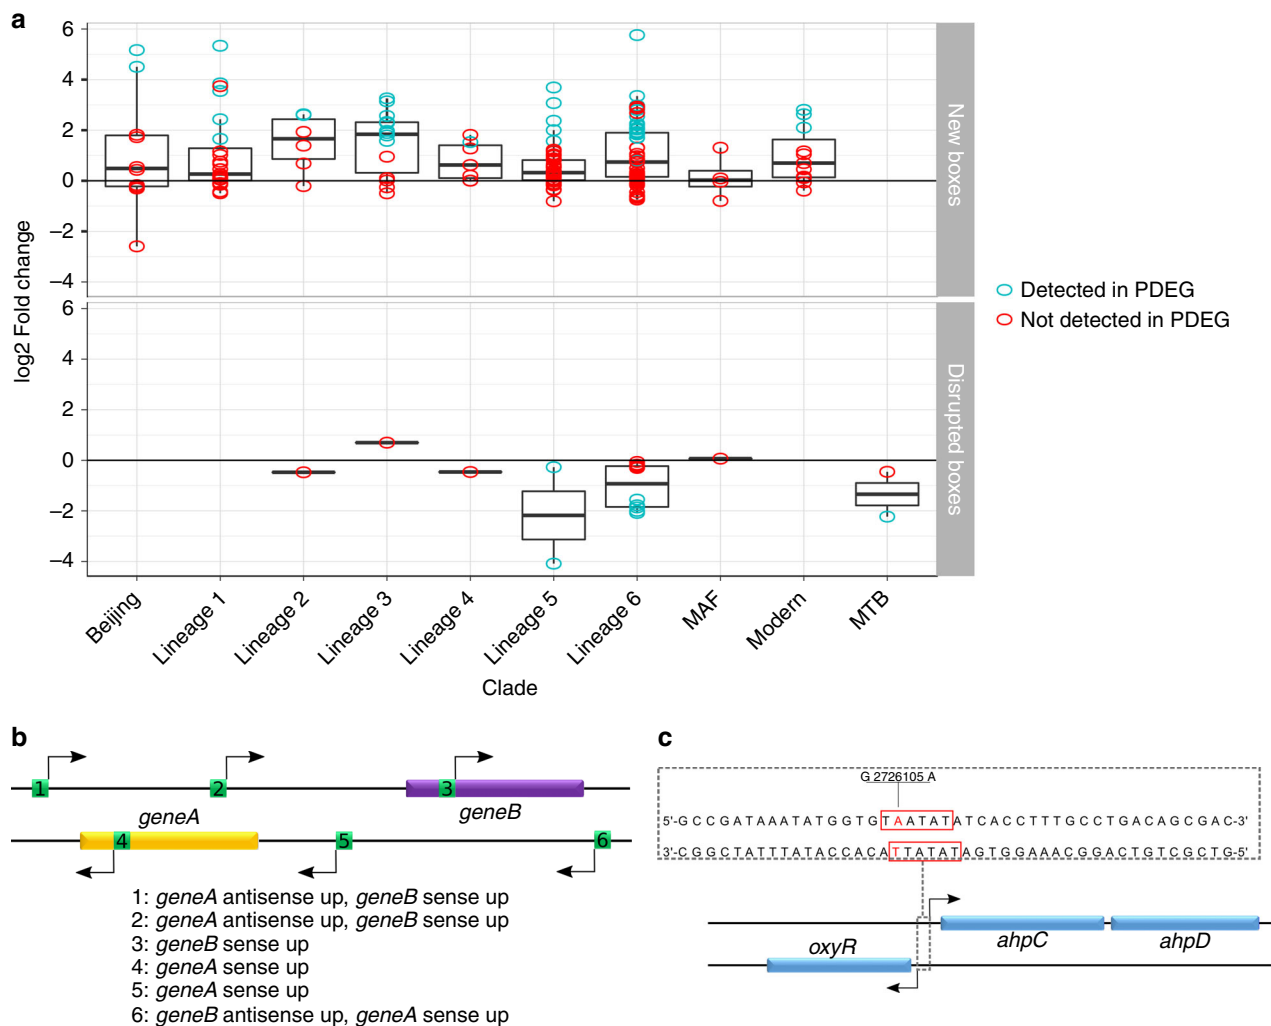 a
6
4
2
0
−2
−4
New boxes
6
4
2
0
−2
−4
Disrupted boxes
log2 Fold change
Beijing
Lineage 1
Lineage 2
Lineage 3
Lineage 4
Lineage 5
Lineage 6
MAF
Modern
MTB
Clade
Detected in PDEG
Not detected in PDEG
b
1
2
3
geneA
geneB
4
5
6
1: geneA antisense up, geneB sense up
2: geneA antisense up, geneB sense up
3: geneB sense up
4: geneA sense up
5: geneA sense up
6: geneB antisense up, geneA sense up
c
G 2726105 A
5'-GCCGATAAATATGGTGTAATATATCACCTTTGCCTGACAGCGAC-3'
3'-CGGCTATTTATACCACATTATATAGTGGAAACGGACTGTCGCTG-5'
ahpC
ahpD
oxyR